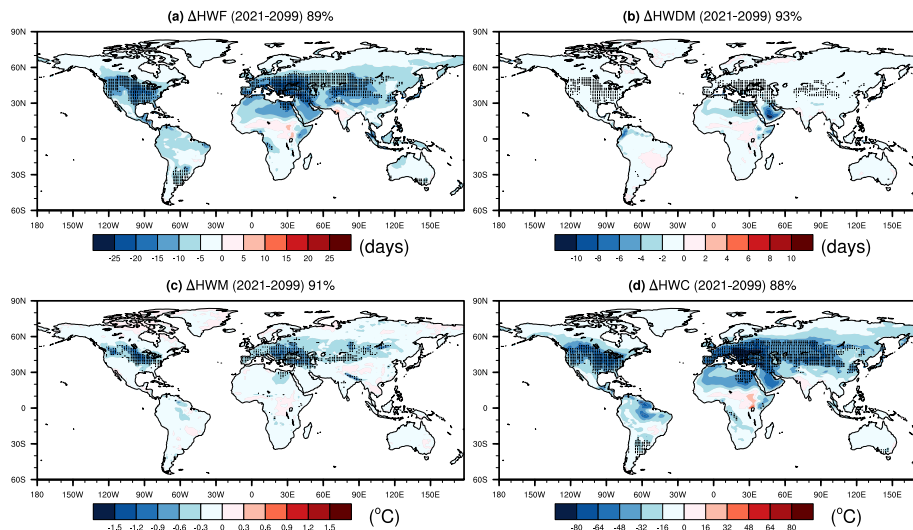 (a) ΔHWF (2021-2099) 89%
(b) ΔHWDM (2021-2099) 93%
90N
60N
30N
0
30S
60S
180 150W 120W 90W 60W 30W 0 30E 60E 90E 120E 150E
90N
60N
30N
0
30S
60S
180 150W 120W 90W 60W 30W 0 30E 60E 90E 120E 150E
-25 -20 -15 -10 -5 0 5 10 15 20 25 (days)
-10 -8 -6 -4 -2 0 2 4 6 8 10 (days)
(c) ΔHWM (2021-2099) 91%
(d) ΔHWC (2021-2099) 88%
90N
60N
30N
0
30S
60S
180 150W 120W 90W 60W 30W 0 30E 60E 90E 120E 150E
90N
60N
30N
0
30S
60S
180 150W 120W 90W 60W 30W 0 30E 60E 90E 120E 150E
-1.5 -1.2 -0.9 -0.6 -0.3 0 0.3 0.6 0.9 1.2 1.5 (°C)
-80 -64 -48 -32 -16 0 16 32 48 64 80 (°C)